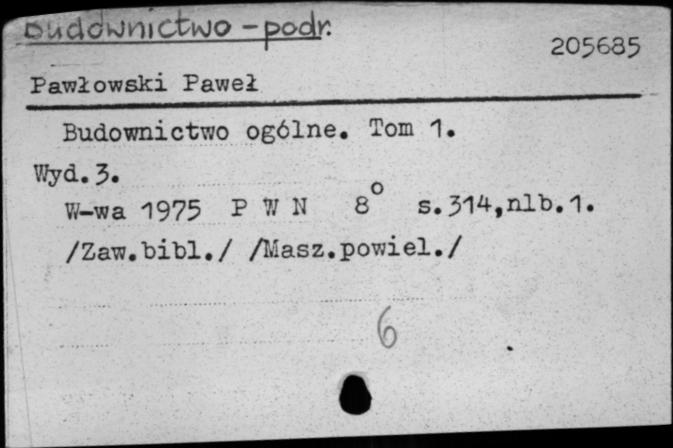 Budownictwo - podr.
205685
Pawłowski Paweł
Budownictwo ogólne. Tom 1.
Wyd.3.
W-wa 1975 P W N 8° s.314,nlb.1.
/Zaw.bibl./ /Masz.powiel./
6